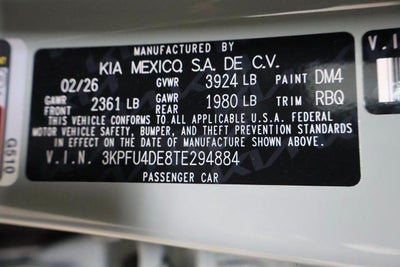 MANUFACTURED BY
KIA MEXICO, S.A. DE C.V.
02/26 GVWR 3924 LB PAINT DM4
GAWR FRONT 2361 LB GAWR REAR 1980 LB TRIM RBQ
THIS VEHICLE CONFORMS TO ALL APPLICABLE U.S.A. FEDERAL
MOTOR VEHICLE SAFETY, BUMPER, AND THEFT PREVENTION STANDARDS
IN EFFECT ON THE DATE OF MANUFACTURE SHOWN ABOVE.
V.I.N. 3KPFU4DE8TE294884
PASSENGER CAR
G510
V.I.